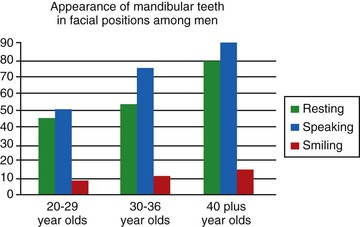 Appearance of mandibular teeth
in facial positions among men
90
80
70
60
50
40
30
20
10
0
20-29
year olds
30-36
year olds
40 plus
year olds
Resting
Speaking
Smiling